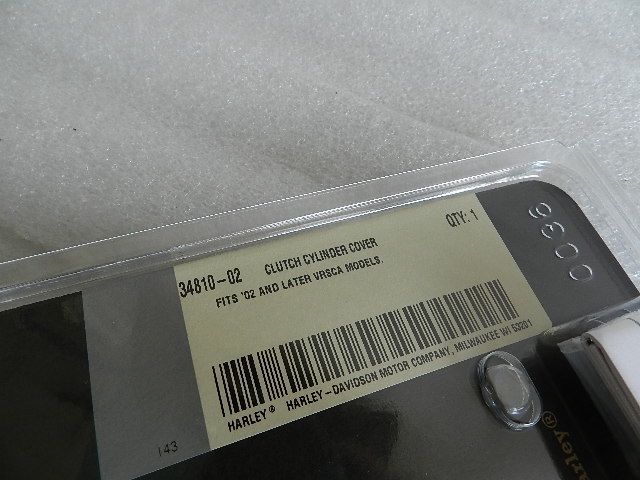 0036
QTY: 1
34810-02 CLUTCH CYLINDER COVER
FITS '02 AND LATER VRSCA MODELS.
HARLEY® HARLEY-DAVIDSON MOTOR COMPANY, MILWAUKEE WI 53201
143
arley®